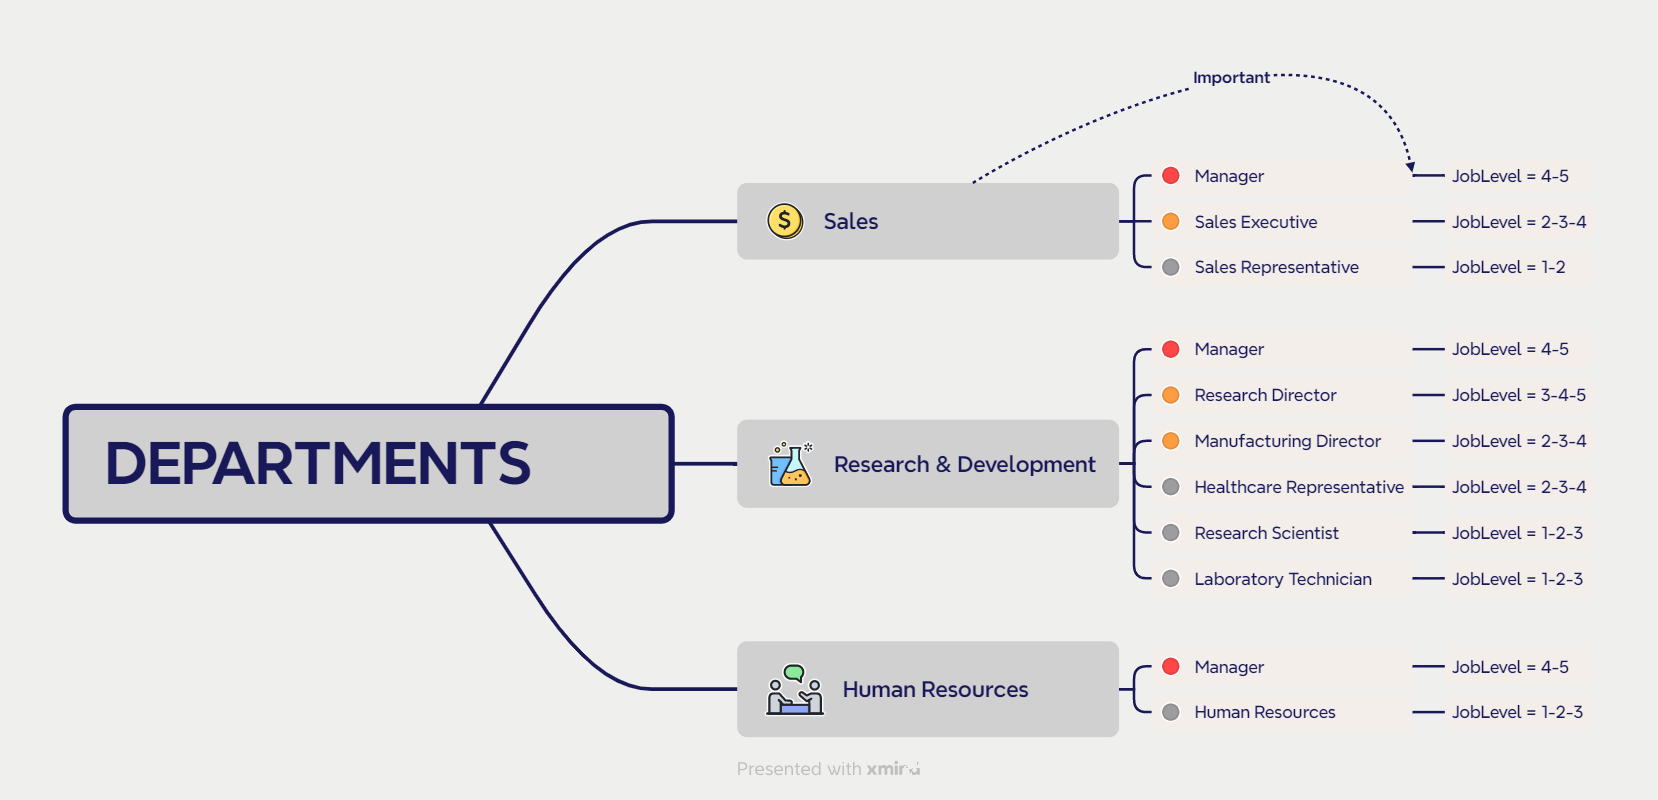 Important
DEPARTMENTS
Sales
Manager JobLevel = 4-5
Sales Executive JobLevel = 2-3-4
Sales Representative JobLevel = 1-2
Research & Development
Manager JobLevel = 4-5
Research Director JobLevel = 3-4-5
Manufacturing Director JobLevel = 2-3-4
Healthcare Representative JobLevel = 2-3-4
Research Scientist JobLevel = 1-2-3
Laboratory Technician JobLevel = 1-2-3
Human Resources
Manager JobLevel = 4-5
Human Resources JobLevel = 1-2-3
Presented with xmind